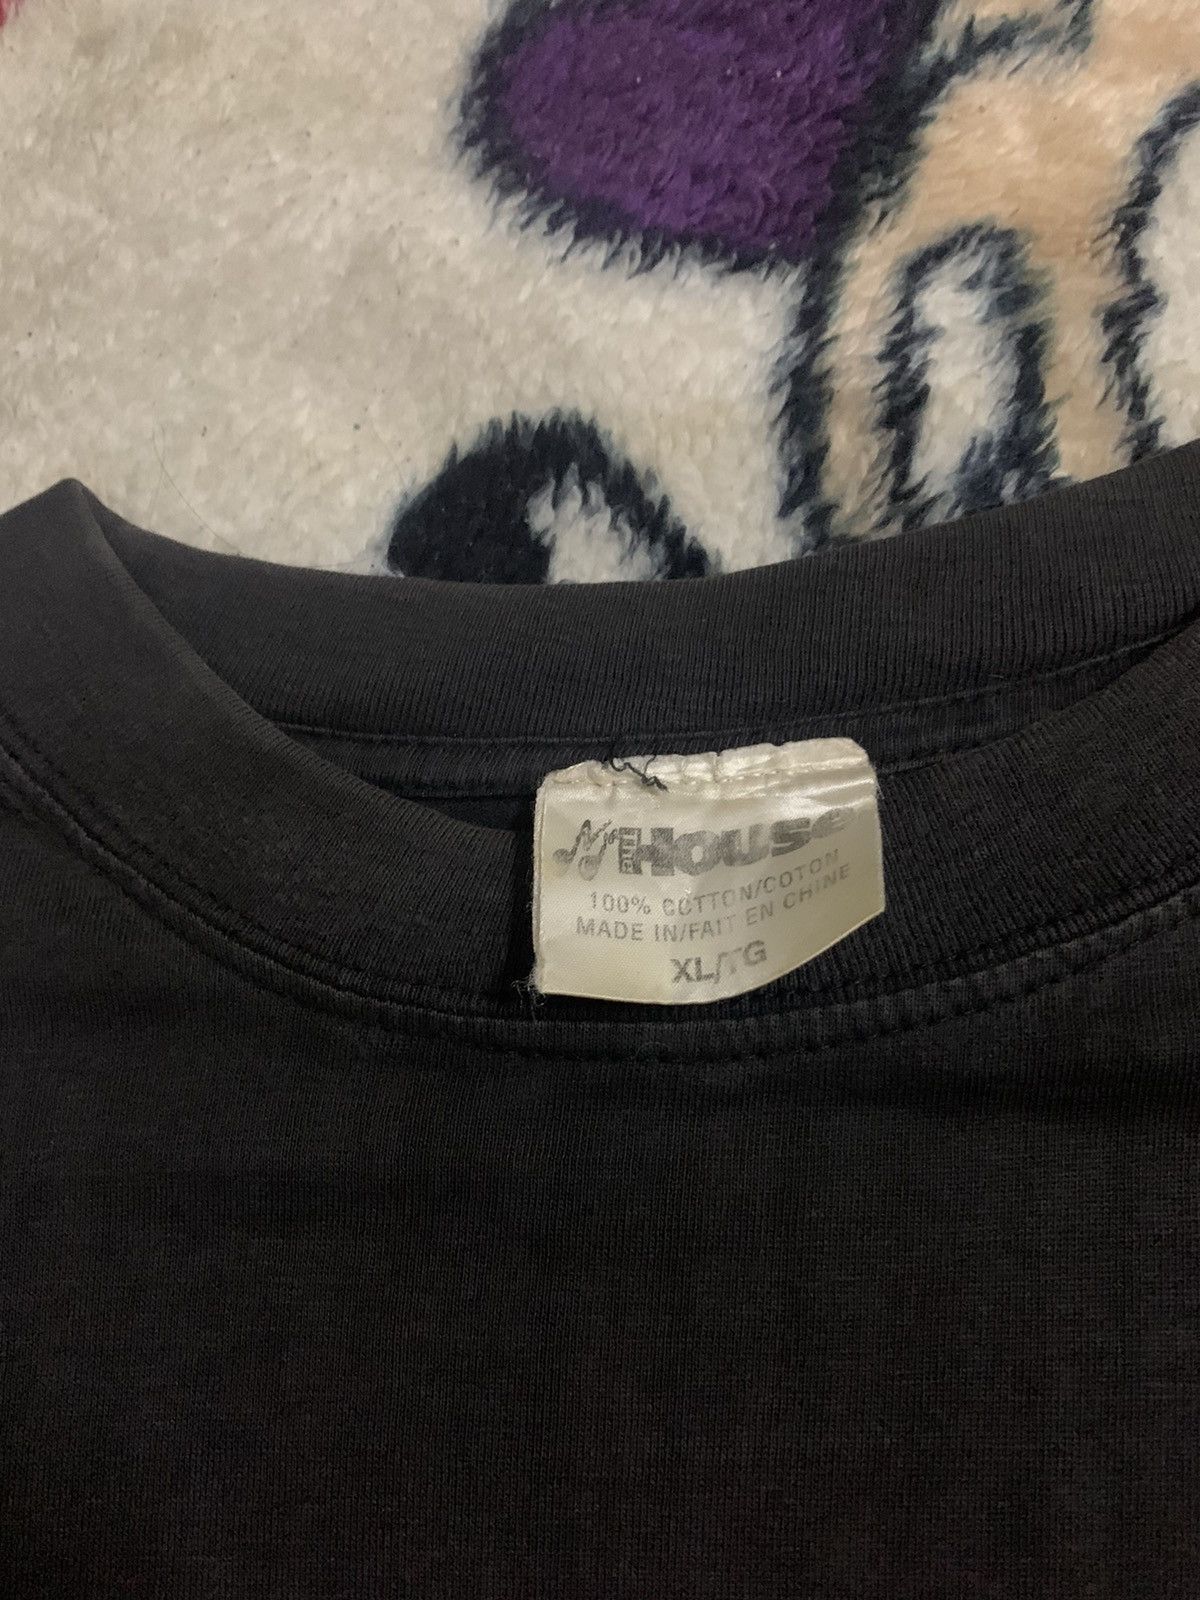 House
100% COTTON/COTON
MADE IN/FAIT EN CHINE
XL/TG